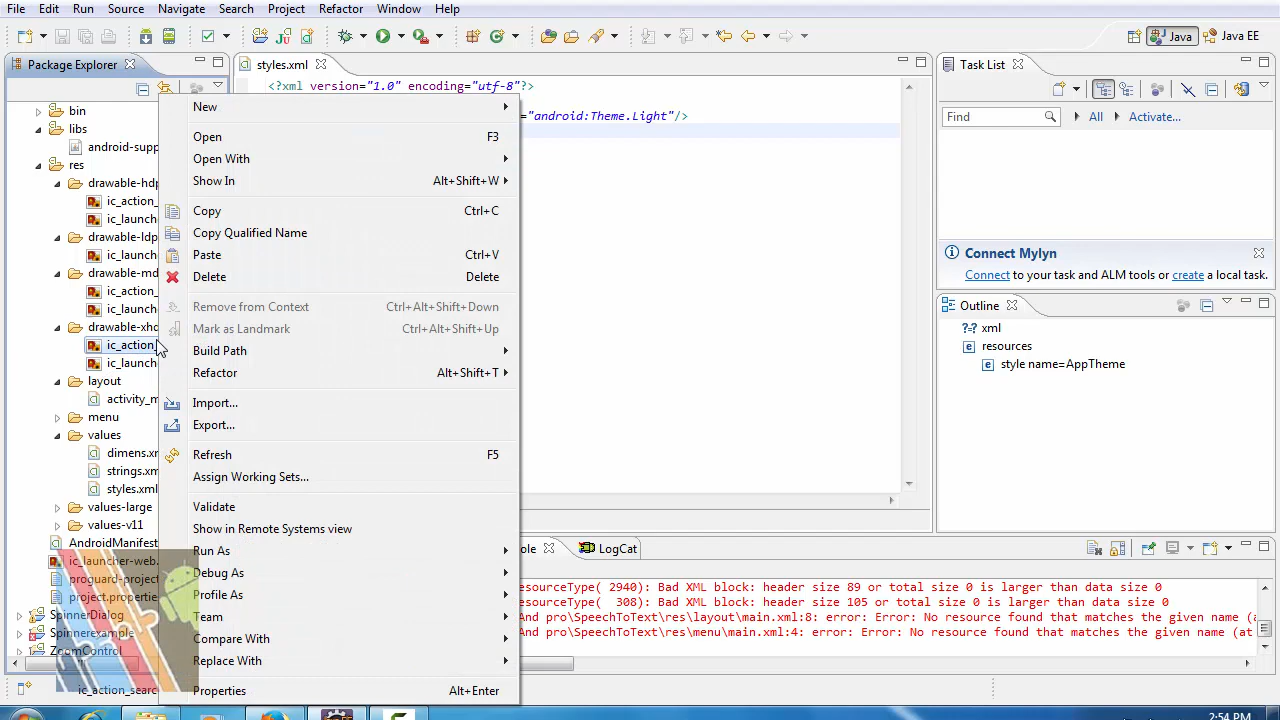 File Edit Run Source Navigate Search Project Refactor Window Help
Java Java EE
Package Explorer
styles.xml
Task List
<?xml version="1.0" encoding="utf-8"?>
="android:Theme.Light"/>
Find All Activate...
bin
libs
android-supp
res
drawable-hdp
ic_action_
ic_launch
drawable-ldp
ic_launch
drawable-md
ic_action_
ic_launch
drawable-xhd
ic_action_
ic_launch
layout
activity_m
menu
values
dimens.xm
strings.xm
styles.xml
values-large
values-v11
AndroidManifest
ic_launcher-web.
proguard-project
project.properties
SpinnerDialog
Spinnerexample
ZoomControl
ic_action_searc
New
Open F3
Open With
Show In Alt+Shift+W
Copy Ctrl+C
Copy Qualified Name
Paste Ctrl+V
Delete Delete
Remove from Context Ctrl+Alt+Shift+Down
Mark as Landmark Ctrl+Alt+Shift+Up
Build Path
Refactor Alt+Shift+T
Import...
Export...
Refresh F5
Assign Working Sets...
Validate
Show in Remote Systems view
Run As
Debug As
Profile As
Team
Compare With
Replace With
Properties Alt+Enter
Connect Mylyn
Connect to your task and ALM tools or create a local task.
Outline
xml
resources
style name=AppTheme
ole LogCat
esourceType( 2940): Bad XML block: header size 89 or total size 0 is larger than data size 0
esourceType( 308): Bad XML block: header size 105 or total size 0 is larger than data size 0
And pro\SpeechToText\res\layout\main.xml:8: error: Error: No resource found that matches the given name (a
And pro\SpeechToText\res\menu\main.xml:4: error: Error: No resource found that matches the given name (at
2:54 PM